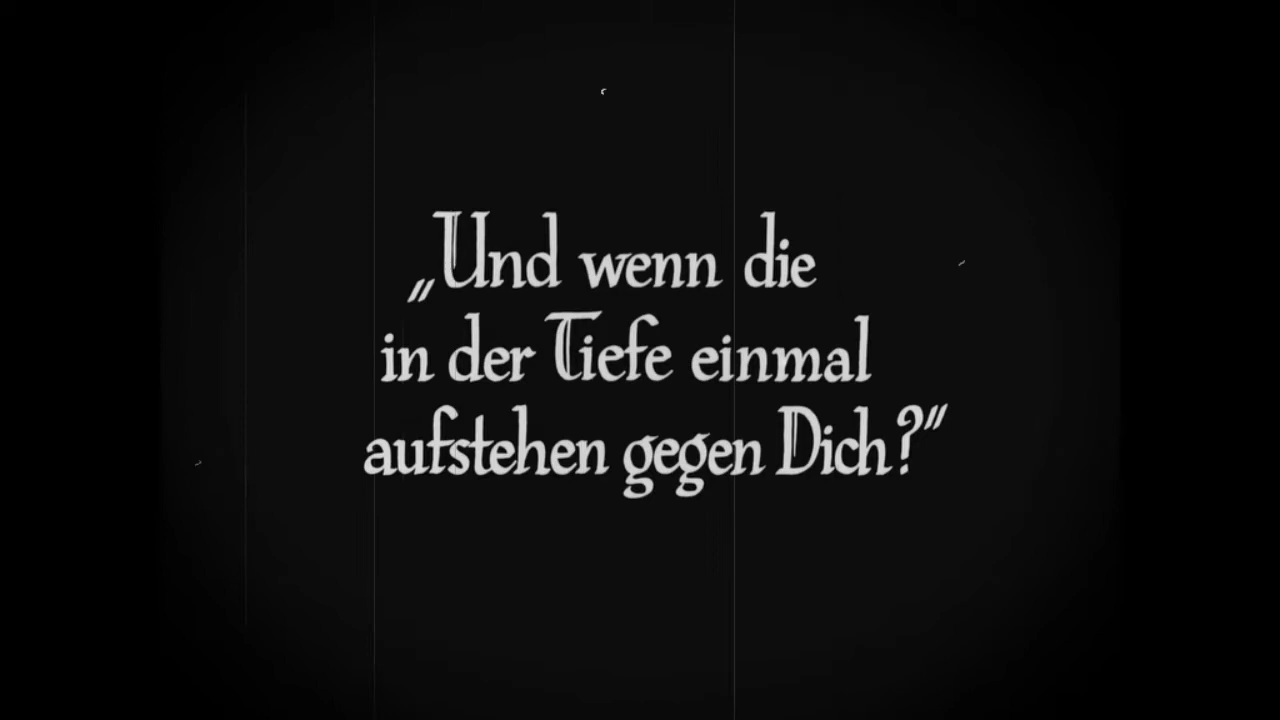 „Und wenn die
in der Tiefe einmal
aufstehen gegen Dich?”